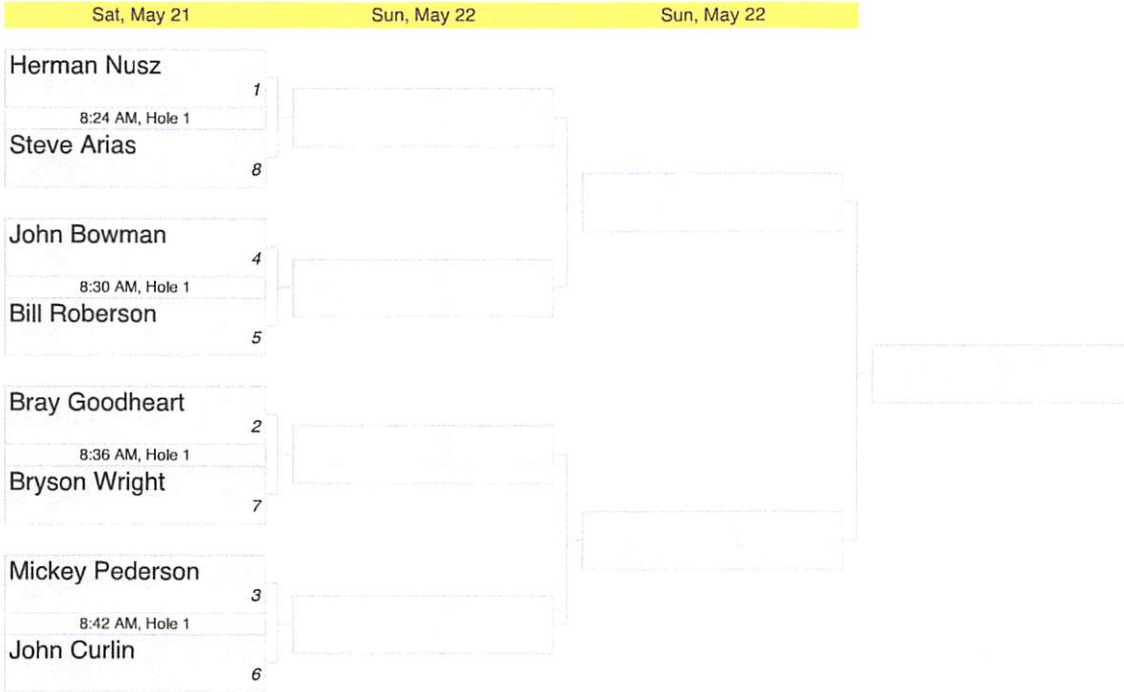 Sat, May 21
Sun, May 22
Sun, May 22
Herman Nusz
1
8:24 AM, Hole 1
Steve Arias
8
John Bowman
4
8:30 AM, Hole 1
Bill Roberson
5
Bray Goodheart
2
8:36 AM, Hole 1
Bryson Wright
7
Mickey Pederson
3
8:42 AM, Hole 1
John Curlin
6